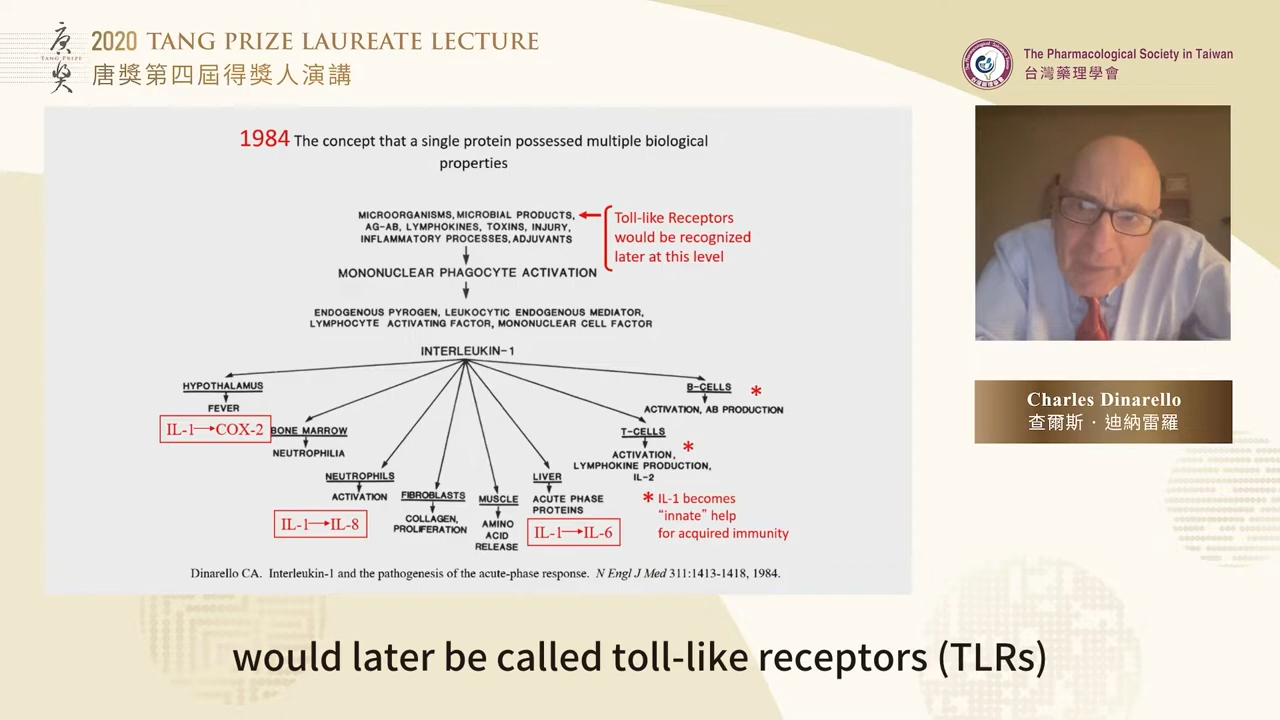 唐獎
TANG PRIZE
2020 TANG PRIZE LAUREATE LECTURE
唐獎第四屆得獎人演講
The Pharmacological Society in Taiwan
台灣藥理學會
1984 The concept that a single protein possessed multiple biological
properties
MICROORGANISMS, MICROBIAL PRODUCTS,
AG-AB, LYMPHOKINES, TOXINS, INJURY,
INFLAMMATORY PROCESSES, ADJUVANTS
Toll-like Receptors
would be recognized
later at this level
MONONUCLEAR PHAGOCYTE ACTIVATION
ENDOGENOUS PYROGEN, LEUKOCYTIC ENDOGENOUS MEDIATOR,
LYMPHOCYTE ACTIVATING FACTOR, MONONUCLEAR CELL FACTOR
INTERLEUKIN-1
HYPOTHALAMUS
FEVER
IL-1→COX-2
BONE MARROW
NEUTROPHILIA
NEUTROPHILS
ACTIVATION
IL-1→IL-8
FIBROBLASTS
COLLAGEN,
PROLIFERATION
MUSCLE
AMINO
ACID
RELEASE
LIVER
ACUTE PHASE
PROTEINS
IL-1→IL-6
T-CELLS
ACTIVATION, *
LYMPHOKINE PRODUCTION,
IL-2
B-CELLS *
ACTIVATION, AB PRODUCTION
* IL-1 becomes
“innate” help
for acquired immunity
Dinarello CA. Interleukin-1 and the pathogenesis of the acute-phase response. N Engl J Med 311:1413-1418, 1984.
Charles Dinarello
查爾斯・迪納雷羅
would later be called toll-like receptors (TLRs)